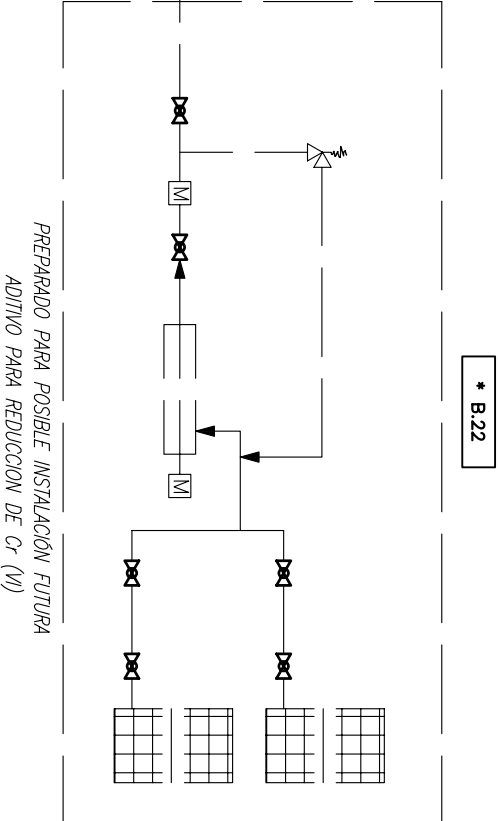 * B.22
M
M
PREPARADO PARA POSIBLE INSTALACIÓN FUTURA
ADITIVO PARA REDUCCION DE Cr (VI)